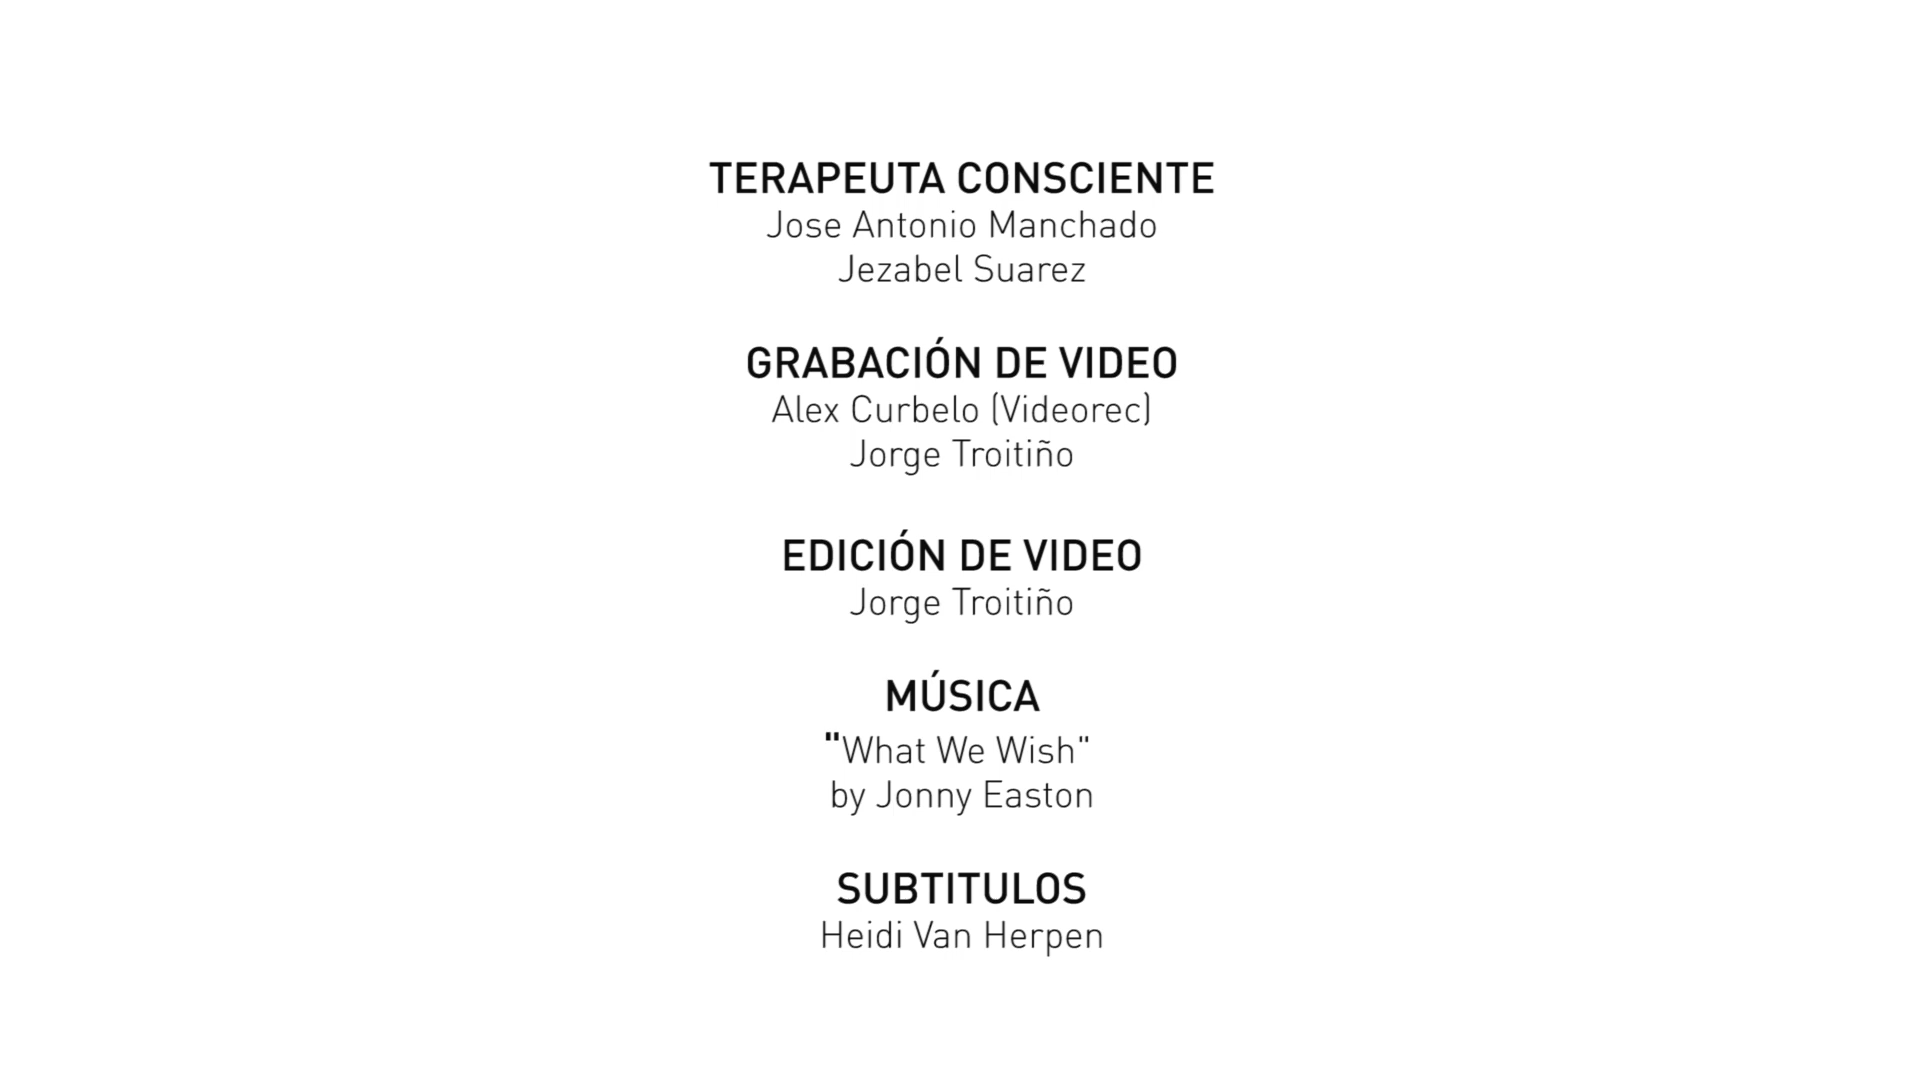 TERAPEUTA CONSCIENTE
Jose Antonio Manchado
Jezabel Suarez
GRABACIÓN DE VIDEO
Alex Curbelo (Videorec)
Jorge Troitiño
EDICIÓN DE VIDEO
Jorge Troitiño
MÚSICA
"What We Wish"
by Jonny Easton
SUBTITULOS
Heidi Van Herpen